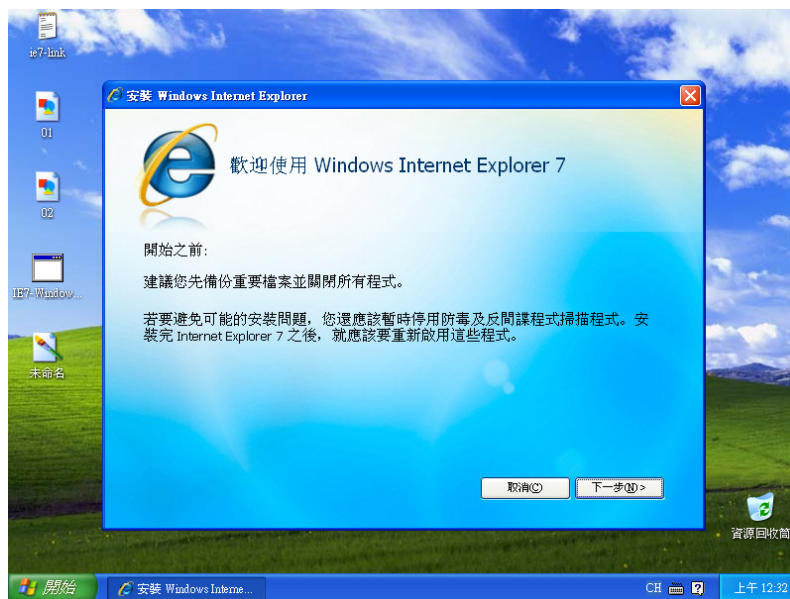 ie7-link
01
02
IE7-Window...
未命名
安裝 Windows Internet Explorer
歡迎使用 Windows Internet Explorer 7
開始之前:
建議您先備份重要檔案並關閉所有程式。
若要避免可能的安裝問題，您還應該暫時停用防毒及反間諜程式掃描程式。安
裝完 Internet Explorer 7 之後，就應該要重新啟用這些程式。
取消(C)
下一步(N) >
資源回收筒
開始
安裝 Windows Interne...
CH
上午 12:32